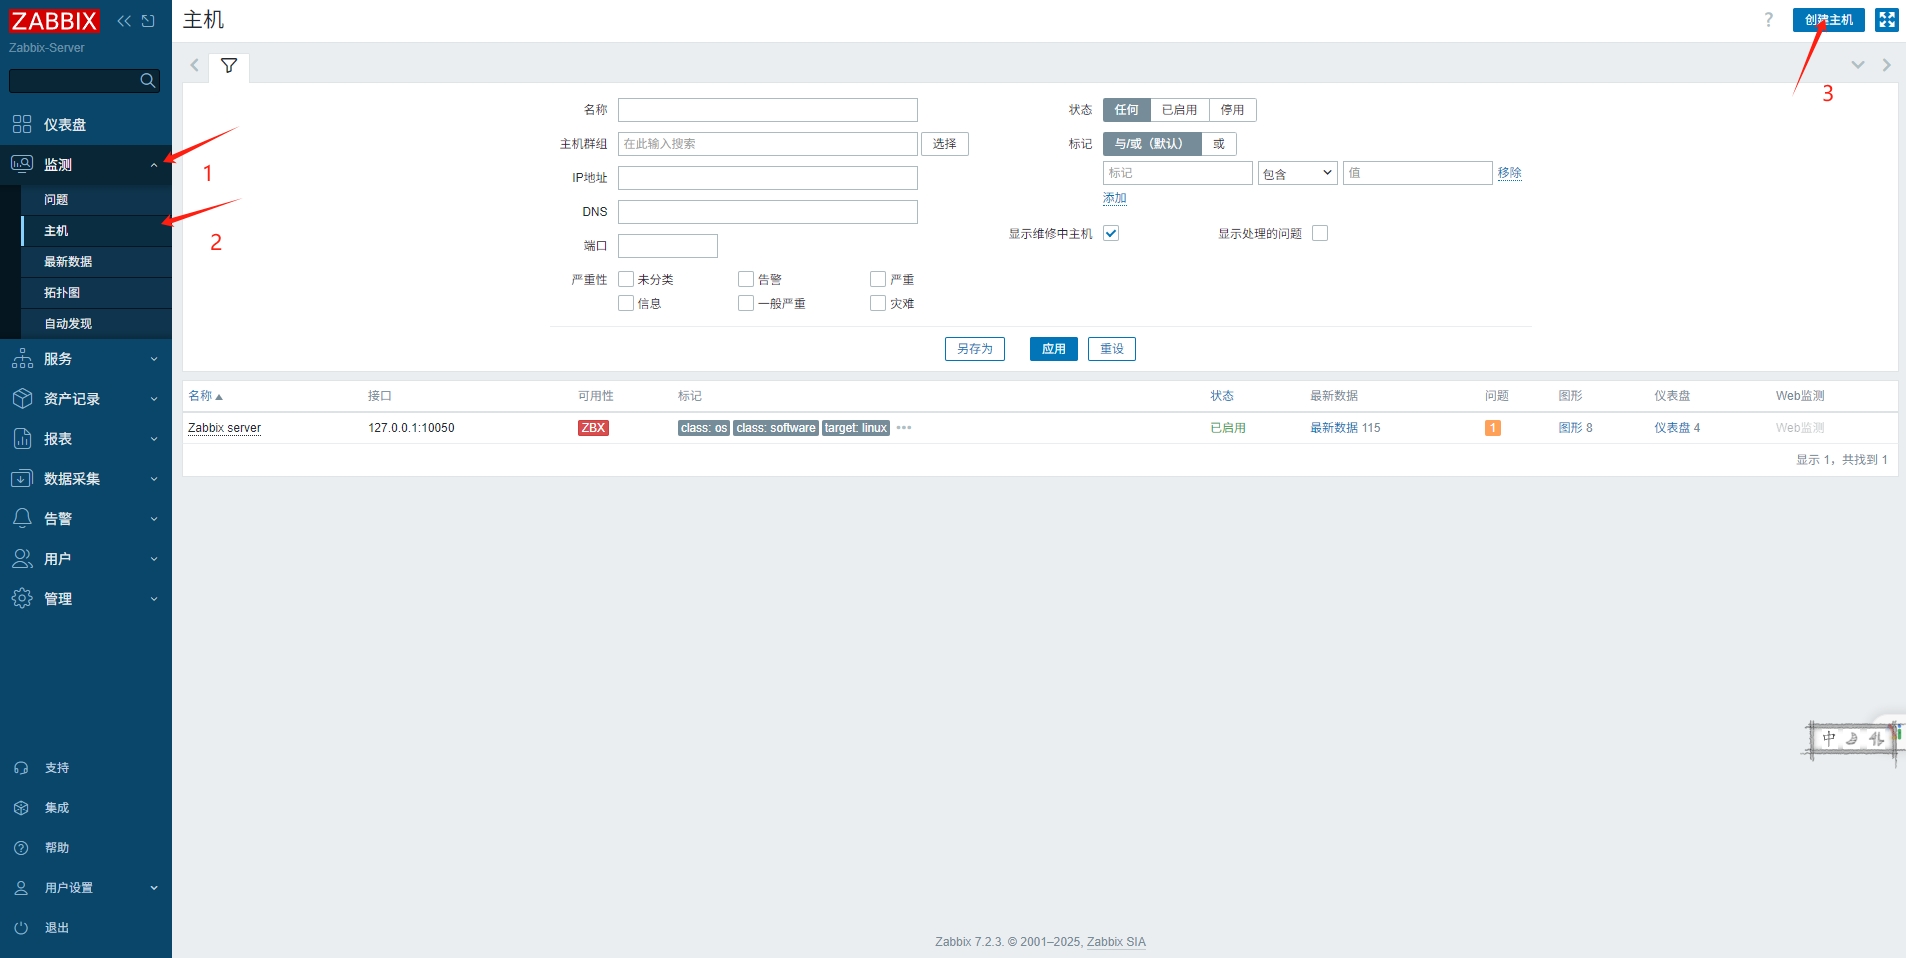 ZABBIX
Zabbix-Server
仪表盘
监测
问题
主机
最新数据
拓扑图
自动发现
服务
资产记录
报表
数据采集
告警
用户
管理
支持
集成
帮助
用户设置
退出
1
2
主机
? 创建主机
3
名称
主机群组 在此输入搜索 选择
IP地址
DNS
端口
严重性 未分类 告警 严重
信息 一般严重 灾难
状态 任何 已启用 停用
标记 与/或（默认） 或
标记 包含 值 移除
添加
显示维修中主机 显示处理的问题
另存为 应用 重设
名称 接口 可用性 标记 状态 最新数据 问题 图形 仪表盘 Web监测
Zabbix server 127.0.0.1:10050 ZBX class: os class: software target: linux ••• 已启用 最新数据 115 1 图形 8 仪表盘 4 Web监测
显示 1，共找到 1
中
Zabbix 7.2.3. © 2001–2025, Zabbix SIA